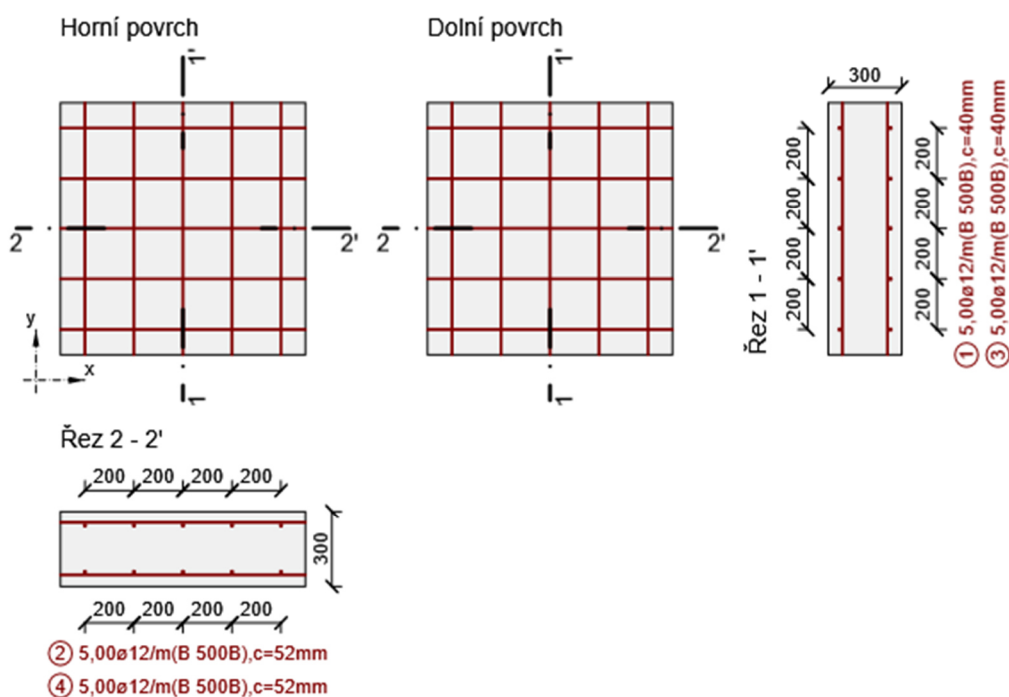 Horní povrch
Dolní povrch
1'
1'
300
2
2'
2
2'
200
200
200
200
200
200
200
200
Řez 1 - 1'
① 5,00ø12/m(B 500B),c=40mm
③ 5,00ø12/m(B 500B),c=40mm
y
x
1
1
Řez 2 - 2'
200 200 200 200
300
200 200 200 200
② 5,00ø12/m(B 500B),c=52mm
④ 5,00ø12/m(B 500B),c=52mm